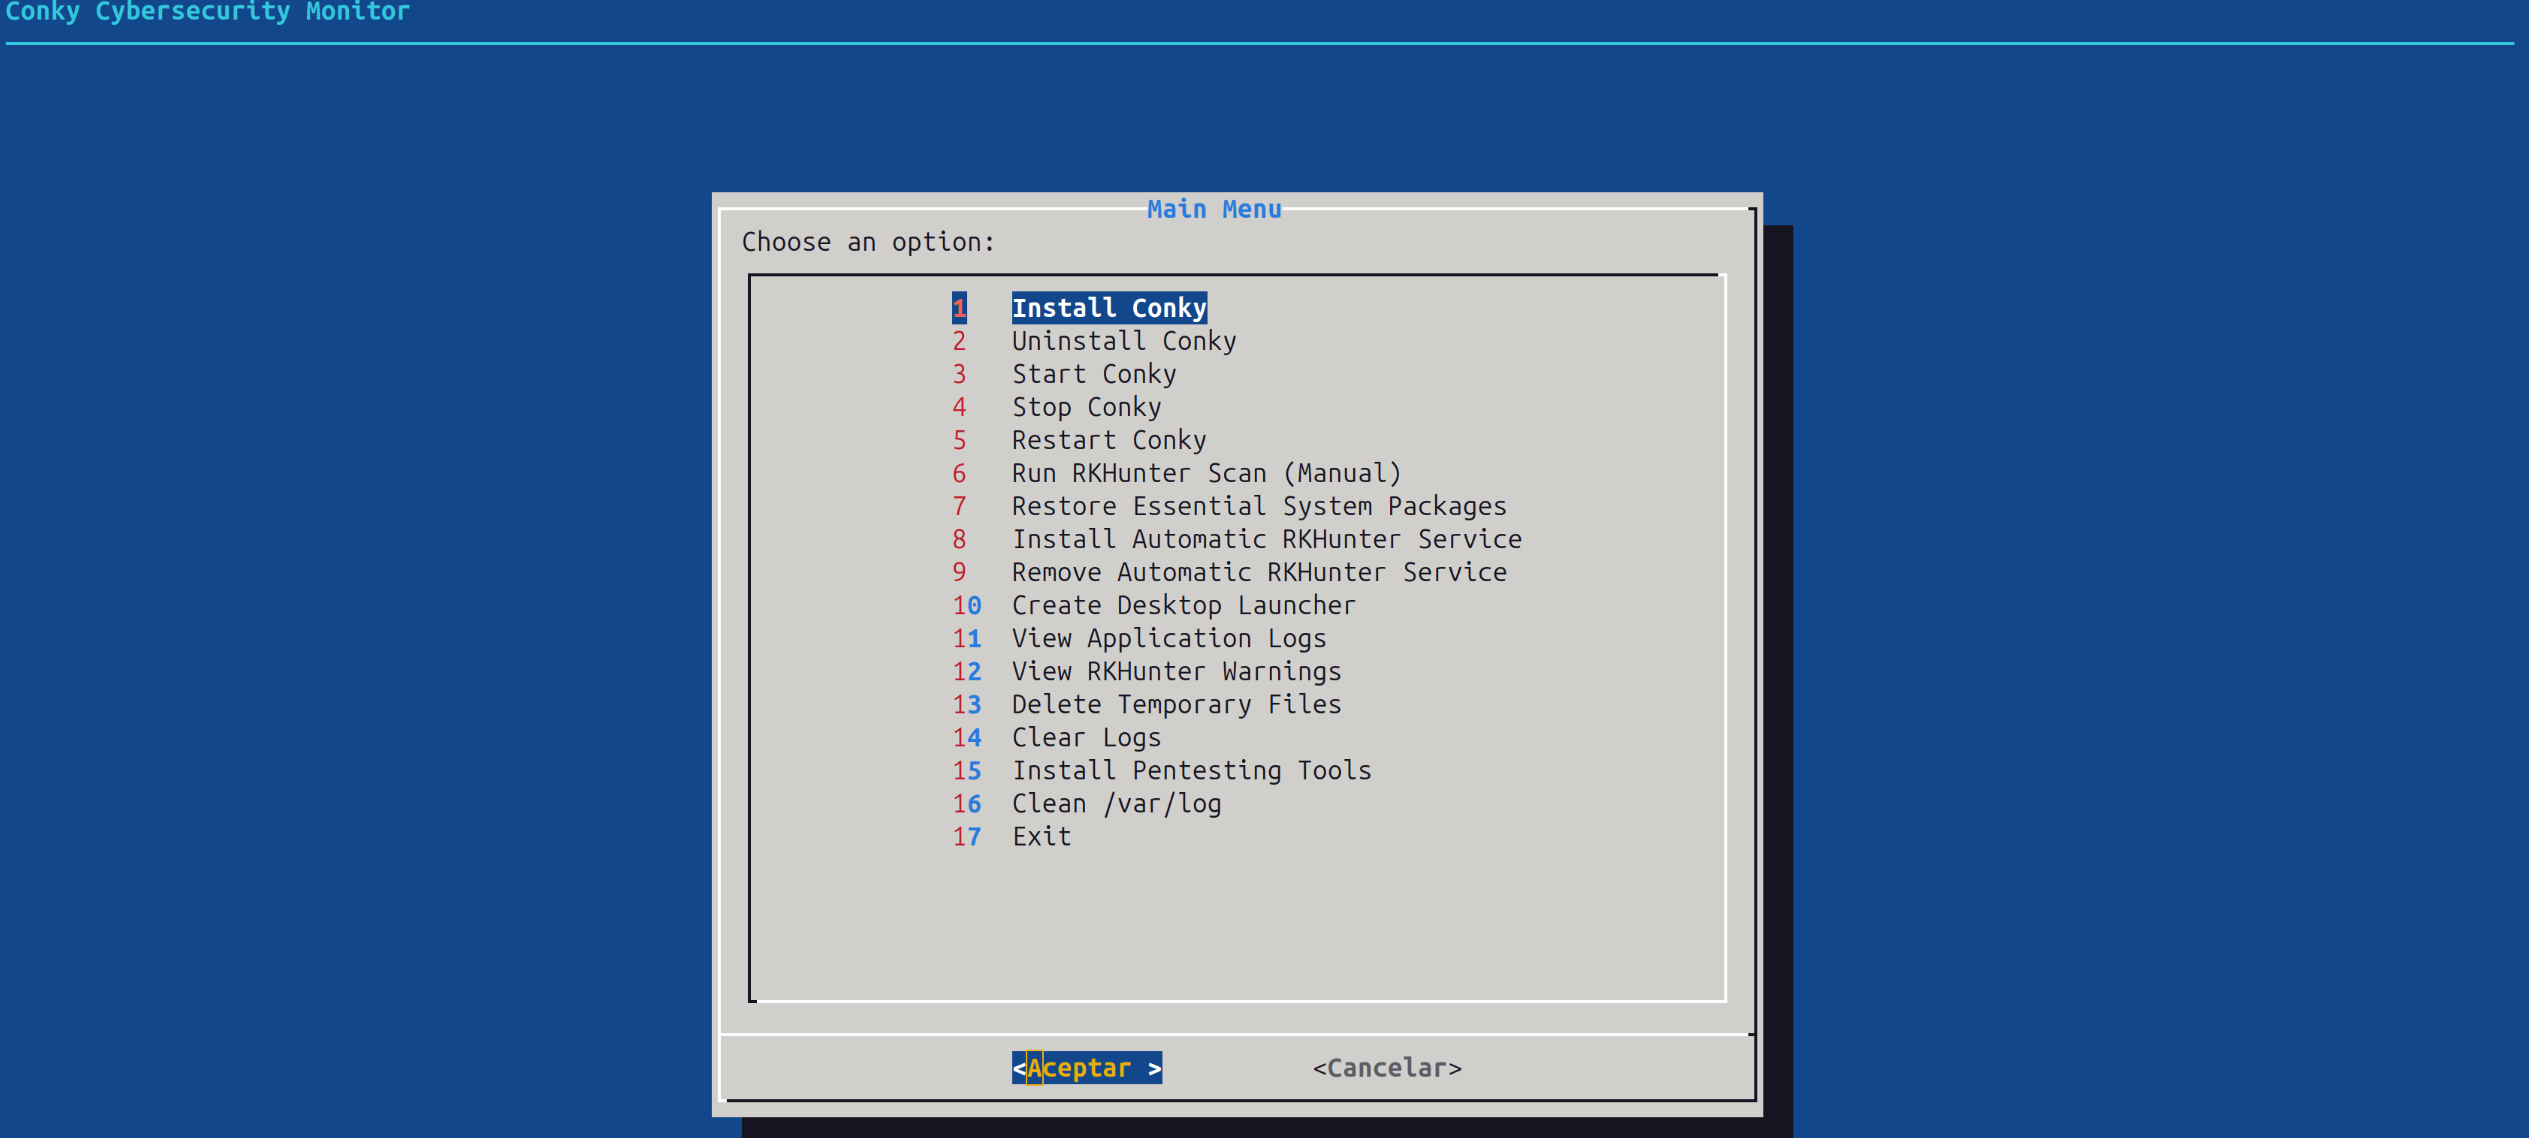 Conky Cybersecurity Monitor
Main Menu
Choose an option:
1 Install Conky
2 Uninstall Conky
3 Start Conky
4 Stop Conky
5 Restart Conky
6 Run RKHunter Scan (Manual)
7 Restore Essential System Packages
8 Install Automatic RKHunter Service
9 Remove Automatic RKHunter Service
10 Create Desktop Launcher
11 View Application Logs
12 View RKHunter Warnings
13 Delete Temporary Files
14 Clear Logs
15 Install Pentesting Tools
16 Clean /var/log
17 Exit
<Aceptar > <Cancelar>